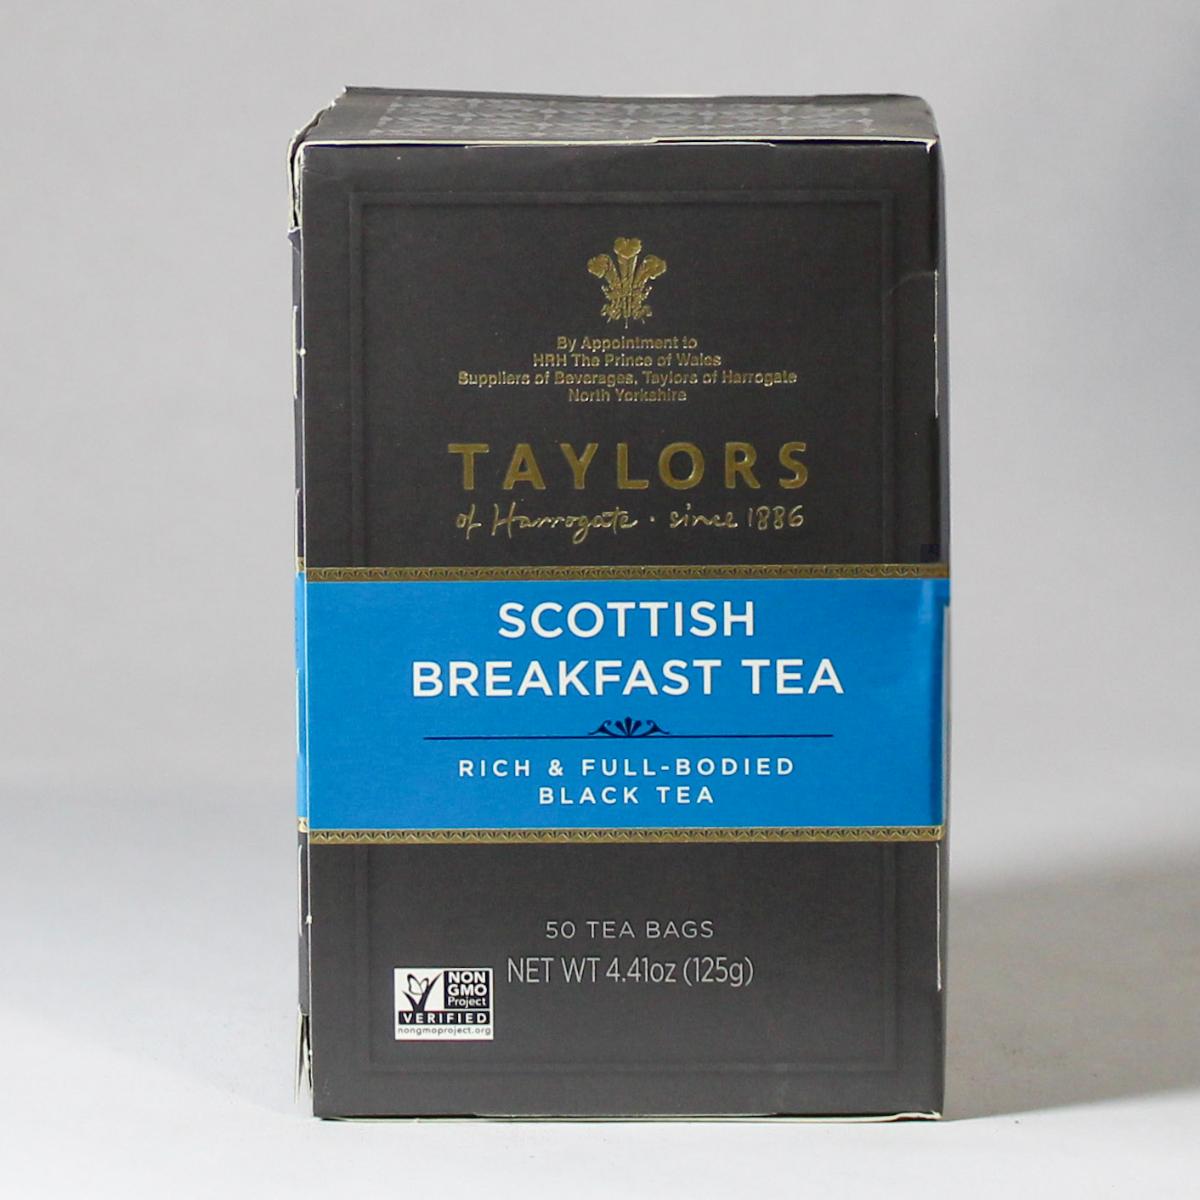 By Appointment to
HRH The Prince of Wales
Suppliers of Beverages, Taylors of Harrogate
North Yorkshire
TAYLORS
of Harrogate · since 1886
SCOTTISH
BREAKFAST TEA
RICH & FULL-BODIED
BLACK TEA
50 TEA BAGS
NET WT 4.41oz (125g)
NON
GMO
Project
VERIFIED
nongmoproject.org